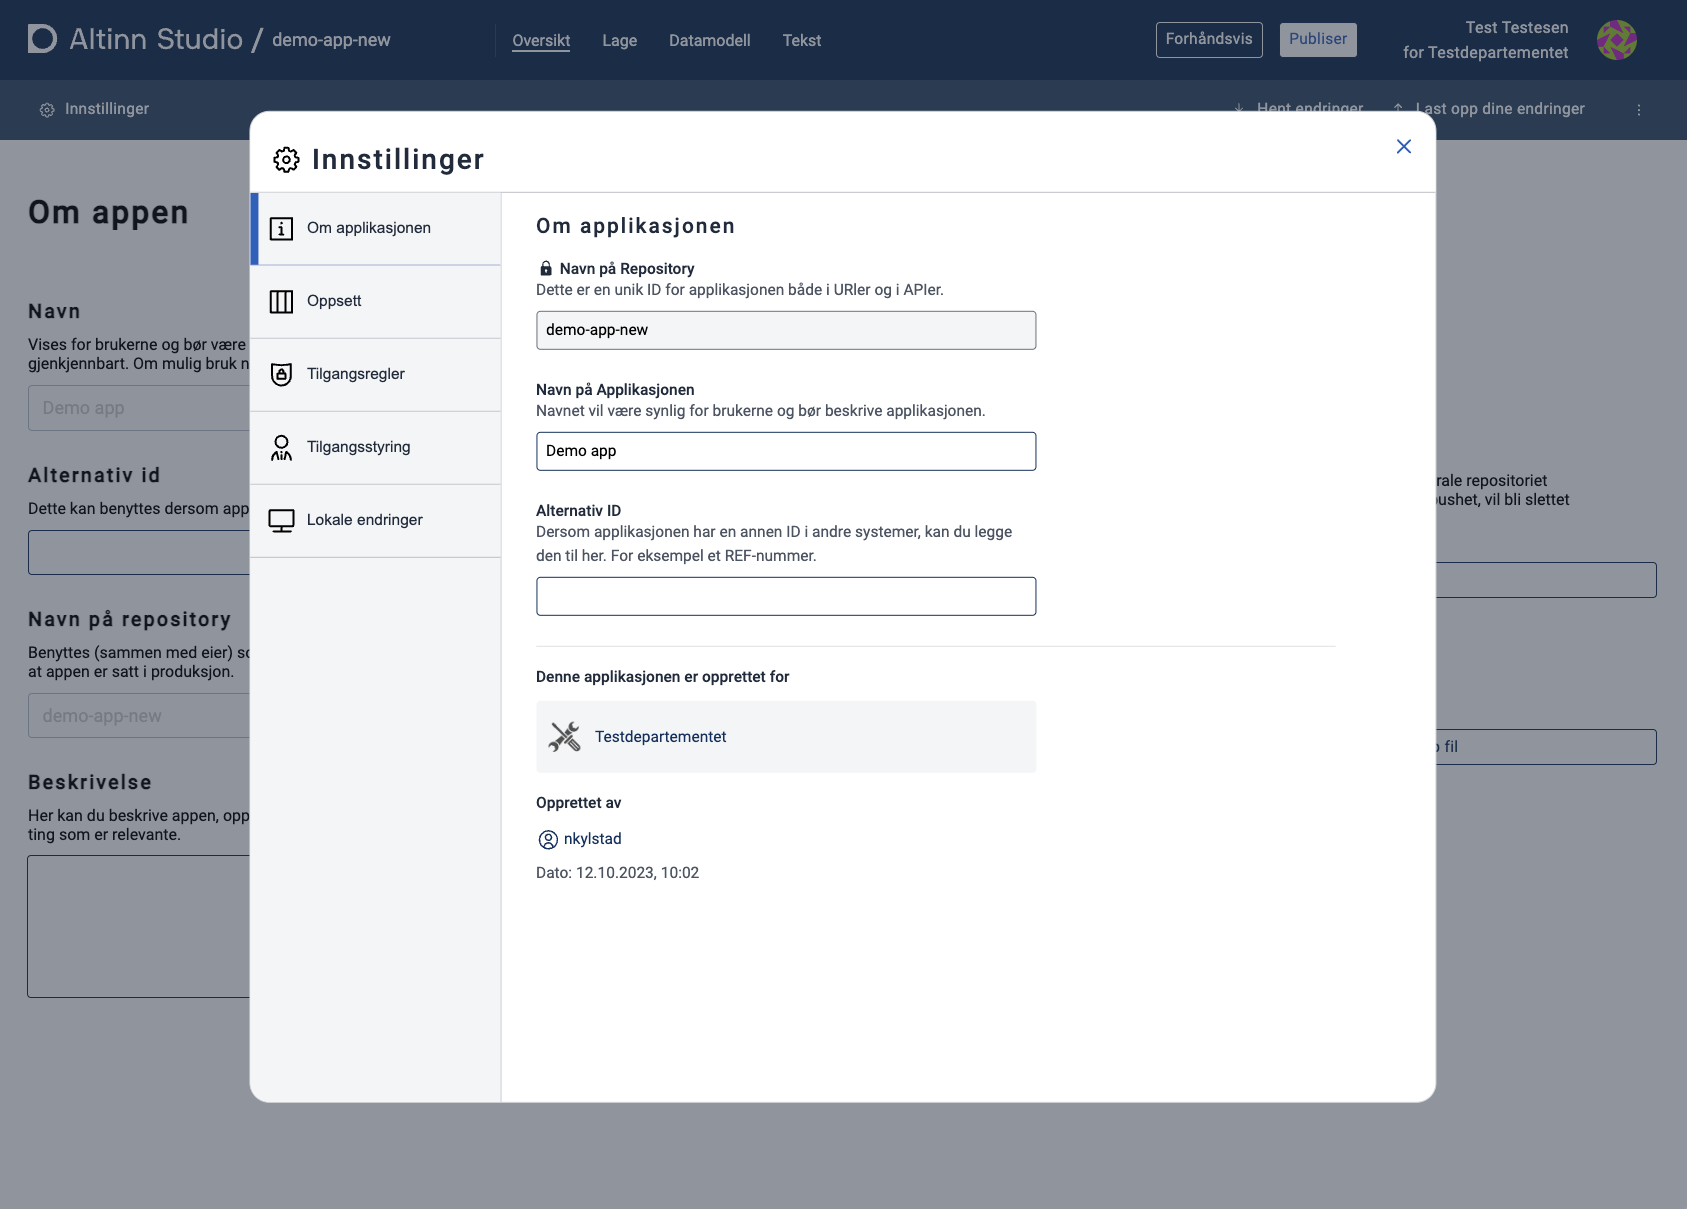 Altinn Studio / demo-app-new
Oversikt
Lage
Datamodell
Tekst
Forhåndsvis
Publiser
Test Testesen
for Testdepartementet
Innstillinger
Hent endringer
Last opp dine endringer
Om appen
Navn
Vises for brukerne og bør være
gjenkjennbart. Om mulig bruk
Demo app
Alternativ id
Dette kan benyttes dersom
Navn på repository
Benyttes (sammen med eier)
at appen er satt i produksjon.
demo-app-new
Beskrivelse
Her kan du beskrive appen,
ting som er relevante.
Innstillinger
Om applikasjonen
Oppsett
Tilgangsregler
Tilgangsstyring
Lokale endringer
Om applikasjonen
Navn på Repository
Dette er en unik ID for applikasjonen både i URler og i APIer.
demo-app-new
Navn på Applikasjonen
Navnet vil være synlig for brukerne og bør beskrive applikasjonen.
Demo app
Alternativ ID
Dersom applikasjonen har en annen ID i andre systemer, kan du legge
den til her. For eksempel et REF-nummer.
Denne applikasjonen er opprettet for
Testdepartementet
Opprettet av
nkylstad
Dato: 12.10.2023, 10:02
repositoriet
vil bli slettet
fil